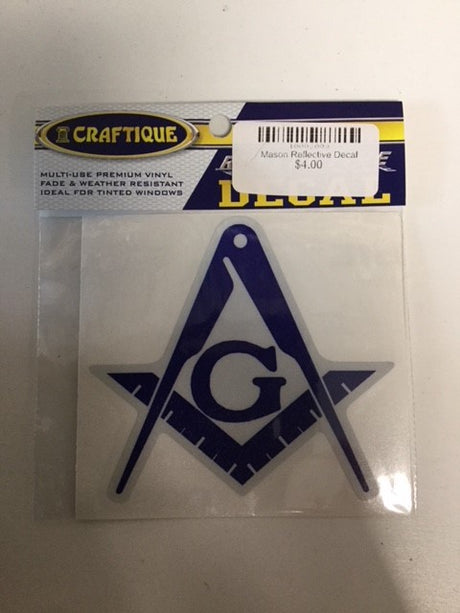 CRAFTIQUE
MULTI-USE PREMIUM VINYL
FADE & WEATHER RESISTANT
IDEAL FOR TINTED WINDOWS
Mason Reflective Decal
$4.00
DECAL
G